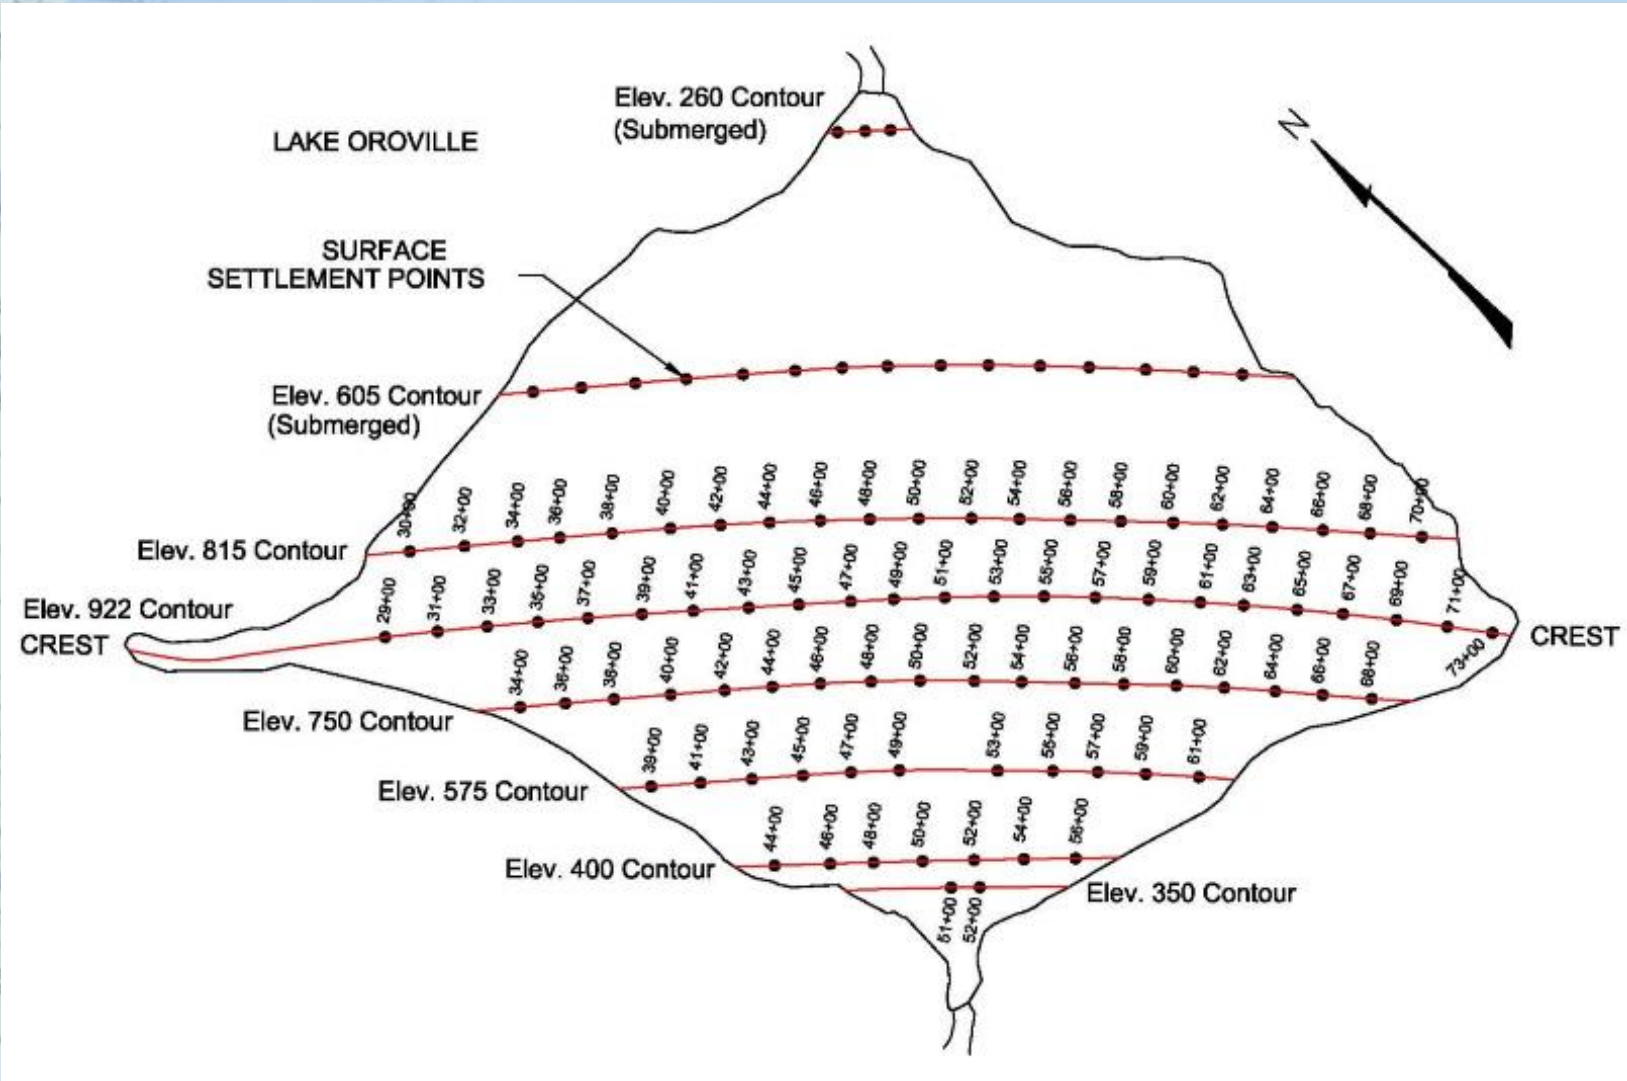 Elev. 260 Contour
(Submerged)
LAKE OROVILLE
N
SURFACE
SETTLEMENT POINTS
Elev. 605 Contour
(Submerged)
30+00 32+00 34+00 36+00 38+00 40+00 42+00 44+00 46+00 48+00 50+00 52+00 54+00 56+00 58+00 60+00 62+00 64+00 66+00 68+00 70+00
Elev. 815 Contour
29+00 31+00 33+00 35+00 37+00 39+00 41+00 43+00 45+00 47+00 49+00 51+00 53+00 55+00 57+00 59+00 61+00 63+00 65+00 67+00 69+00 71+00 73+00
Elev. 922 Contour
CREST
CREST
34+00 36+00 38+00 40+00 42+00 44+00 46+00 48+00 50+00 52+00 54+00 56+00 58+00 60+00 62+00 64+00 66+00 68+00
Elev. 750 Contour
39+00 41+00 43+00 45+00 47+00 49+00 53+00 55+00 57+00 59+00 61+00
Elev. 575 Contour
44+00 46+00 48+00 50+00 52+00 54+00 56+00
Elev. 400 Contour
Elev. 350 Contour
51+00 52+00